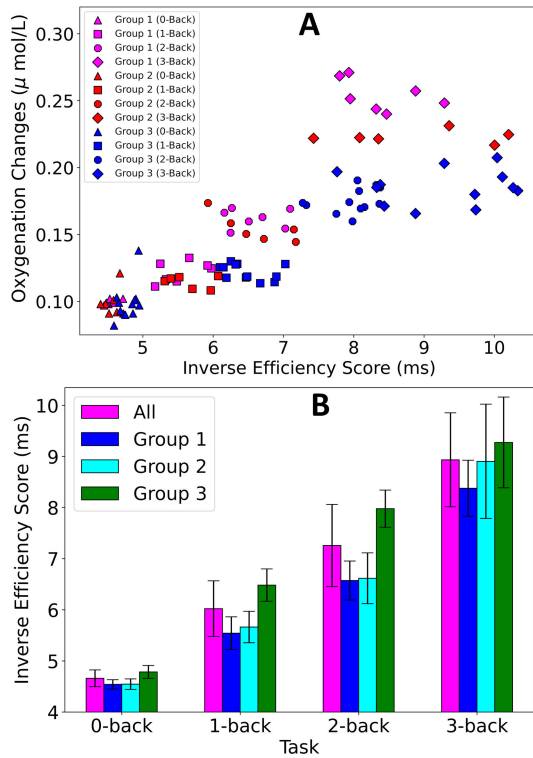 A
Oxygenation Changes (μ mol/L)
0.30
0.25
0.20
0.15
0.10
Group 1 (0-Back)
Group 1 (1-Back)
Group 1 (2-Back)
Group 1 (3-Back)
Group 2 (0-Back)
Group 2 (1-Back)
Group 2 (2-Back)
Group 2 (3-Back)
Group 3 (0-Back)
Group 3 (1-Back)
Group 3 (2-Back)
Group 3 (3-Back)
5 6 7 8 9 10
Inverse Efficiency Score (ms)
B
Inverse Efficiency Score (ms)
10
9
8
7
6
5
4
All
Group 1
Group 2
Group 3
0-back 1-back 2-back 3-back
Task